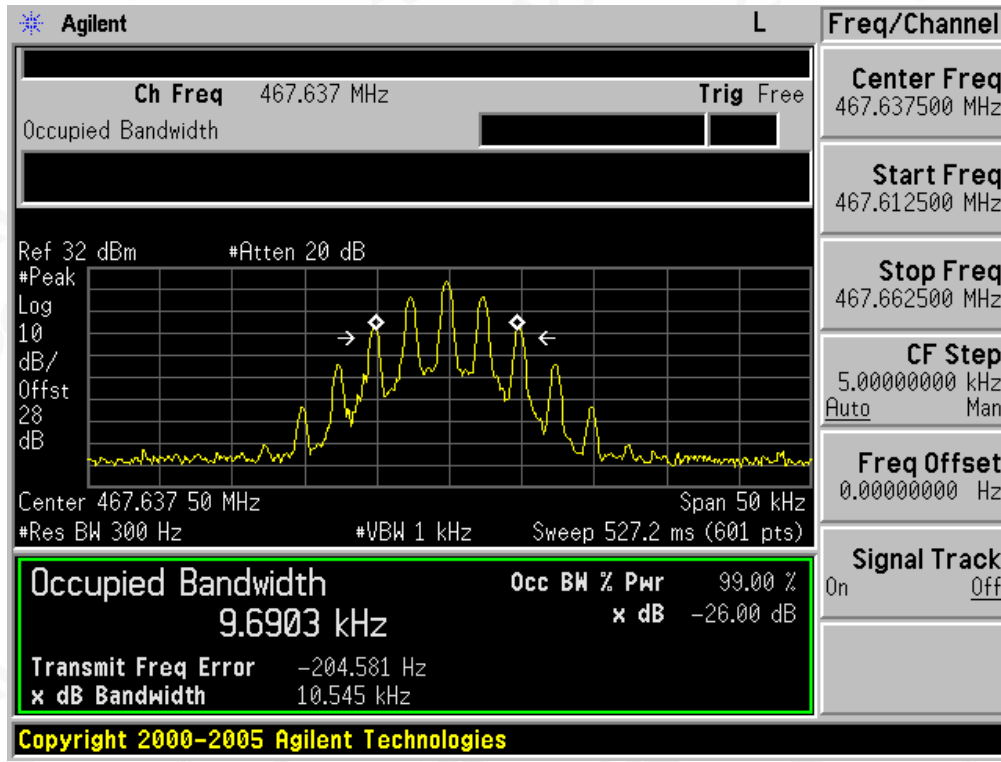 Agilent L Freq/Channel
Ch Freq 467.637 MHz Trig Free
Occupied Bandwidth
Center Freq
467.637500 MHz
Start Freq
467.612500 MHz
Stop Freq
467.662500 MHz
CF Step
5.00000000 kHz
Auto Man
Freq Offset
0.00000000 Hz
Signal Track
On Off
Ref 32 dBm #Atten 20 dB
#Peak
Log
10
dB/
Offst
28
dB
Center 467.637 50 MHz Span 50 kHz
#Res BW 300 Hz #VBW 1 kHz Sweep 527.2 ms (601 pts)
Occupied Bandwidth Occ BW % Pwr 99.00 %
9.6903 kHz x dB -26.00 dB
Transmit Freq Error -204.581 Hz
x dB Bandwidth 10.545 kHz
Copyright 2000-2005 Agilent Technologies